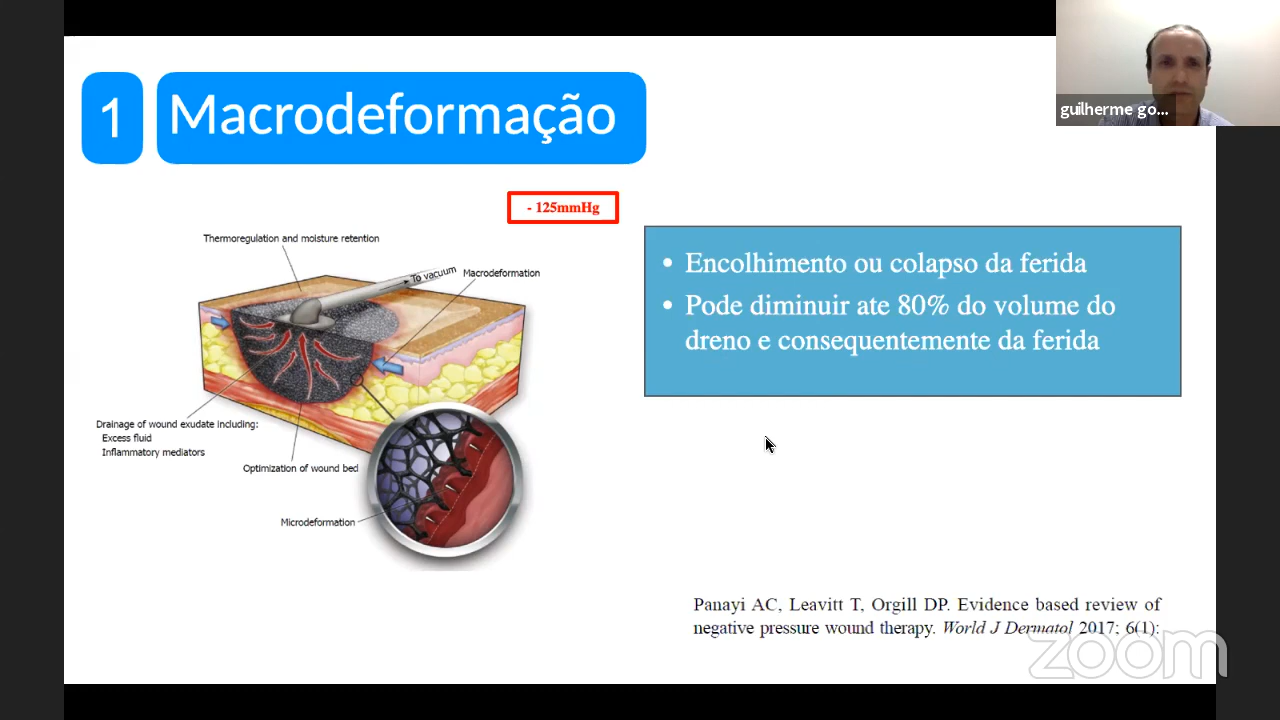 1 Macrodeformação
guilherme go...
- 125mmHg
Thermoregulation and moisture retention
To vacuum
Macrodeformation
Drainage of wound exudate including:
Excess fluid
Inflammatory mediators
Optimization of wound bed
Microdeformation
• Encolhimento ou colapso da ferida
• Pode diminuir ate 80% do volume do
dreno e consequentemente da ferida
Panayi AC, Leavitt T, Orgill DP. Evidence based review of
negative pressure wound therapy. World J Dermatol 2017; 6(1):
zoom